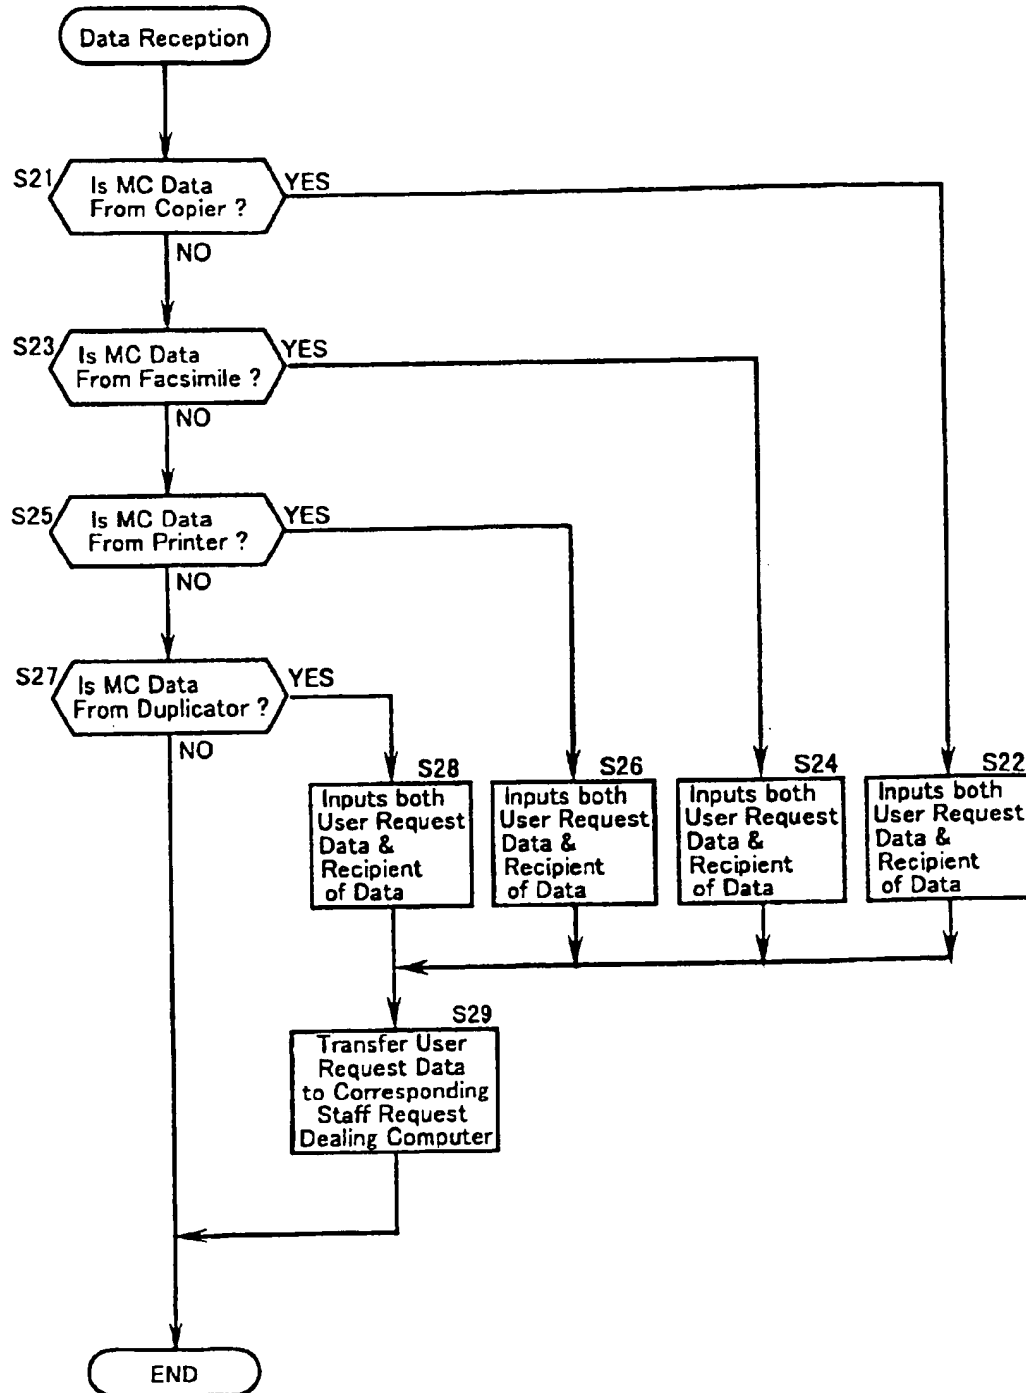 Data Reception
S21
Is MC Data
From Copier ?
YES
NO
S23
Is MC Data
From Facsimile ?
YES
NO
S25
Is MC Data
From Printer ?
YES
NO
S27
Is MC Data
From Duplicator ?
YES
NO
S28
Inputs both
User Request
Data &
Recipient
of Data
S26
Inputs both
User Request
Data &
Recipient
of Data
S24
Inputs both
User Request
Data &
Recipient
of Data
S22
Inputs both
User Request
Data &
Recipient
of Data
S29
Transfer User
Request Data
to Corresponding
Staff Request
Dealing Computer
END